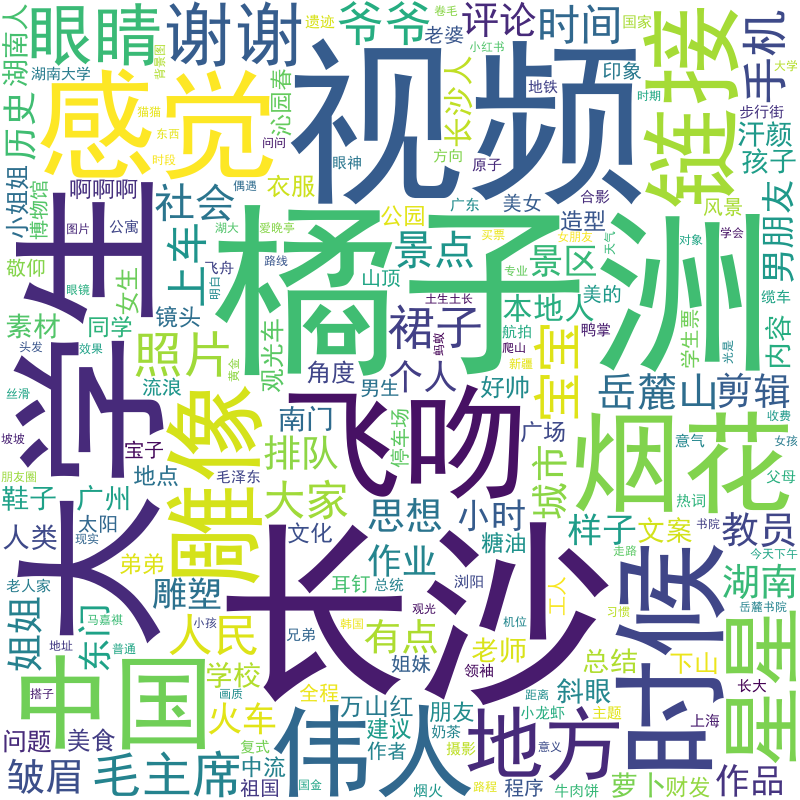 湖南人
眼睛
谢谢
爷爷
评论
时间
手机
遗迹
老婆
卷毛
小红书
国家
湖南大学
背景图
沁园春
长沙人
地铁
印象
时期
大学
历史
感觉
视频
链接
步行街
猫猫
东西
问问
时段
眼神
方向
原子
汗颜
小姐姐
博物馆
啊啊啊
偶遇
衣服
广东
美女
合影
孩子
图片
公寓
爱晚亭
社会
公园
女朋友
造型
买票
风景
对象
学会
男朋友
敬仰
女生
上车
湖大
飞舟
路线
明白
山顶
景点
景区
专业
天气
眼镜
橘子洲
土生土长
缆车
素材
同学
镜头
观光车
裙子
本地人
美的
航拍
鸭掌
学生票
内容
头发
效果
照片
黄金
蚂蚁
爬山
新疆
光是
丝滑
流浪
角度
男生
个人
好帅
宝宝
岳麓山
剪辑
大学生
雕像
飞吻
烟花
坡坡
宝子
南门
停车场
广场
收费
朋友圈
地点
毛泽东
排队
城市
意气
女孩
鞋子
广州
大家
思想
小时
热词
父母
人类
太阳
现实
文化
糖油
样子
文案
书院
教员
老人家
弟弟
雕塑
耳钉
总统
作业
浏阳
走路
今天下午
马嘉祺
长沙
时候
湖南
岳麓书院
姐姐
东门
小孩
人民
兄弟
韩国
有点
观光
机位
工人
习惯
星星
地址
普通
学校
姐妹
领袖
老师
总结
下山
搭子
中国
画质
全程
距离
斜眼
长大
火车
万山红
朋友
小龙虾
主题
上海
问题
美食
复式
伟人
建议
奶茶
地方
作者
摄影
意义
皱眉
毛主席
中流
祖国
国金
烟火
路程
程序
牛肉饼
萝卜
财发
作品